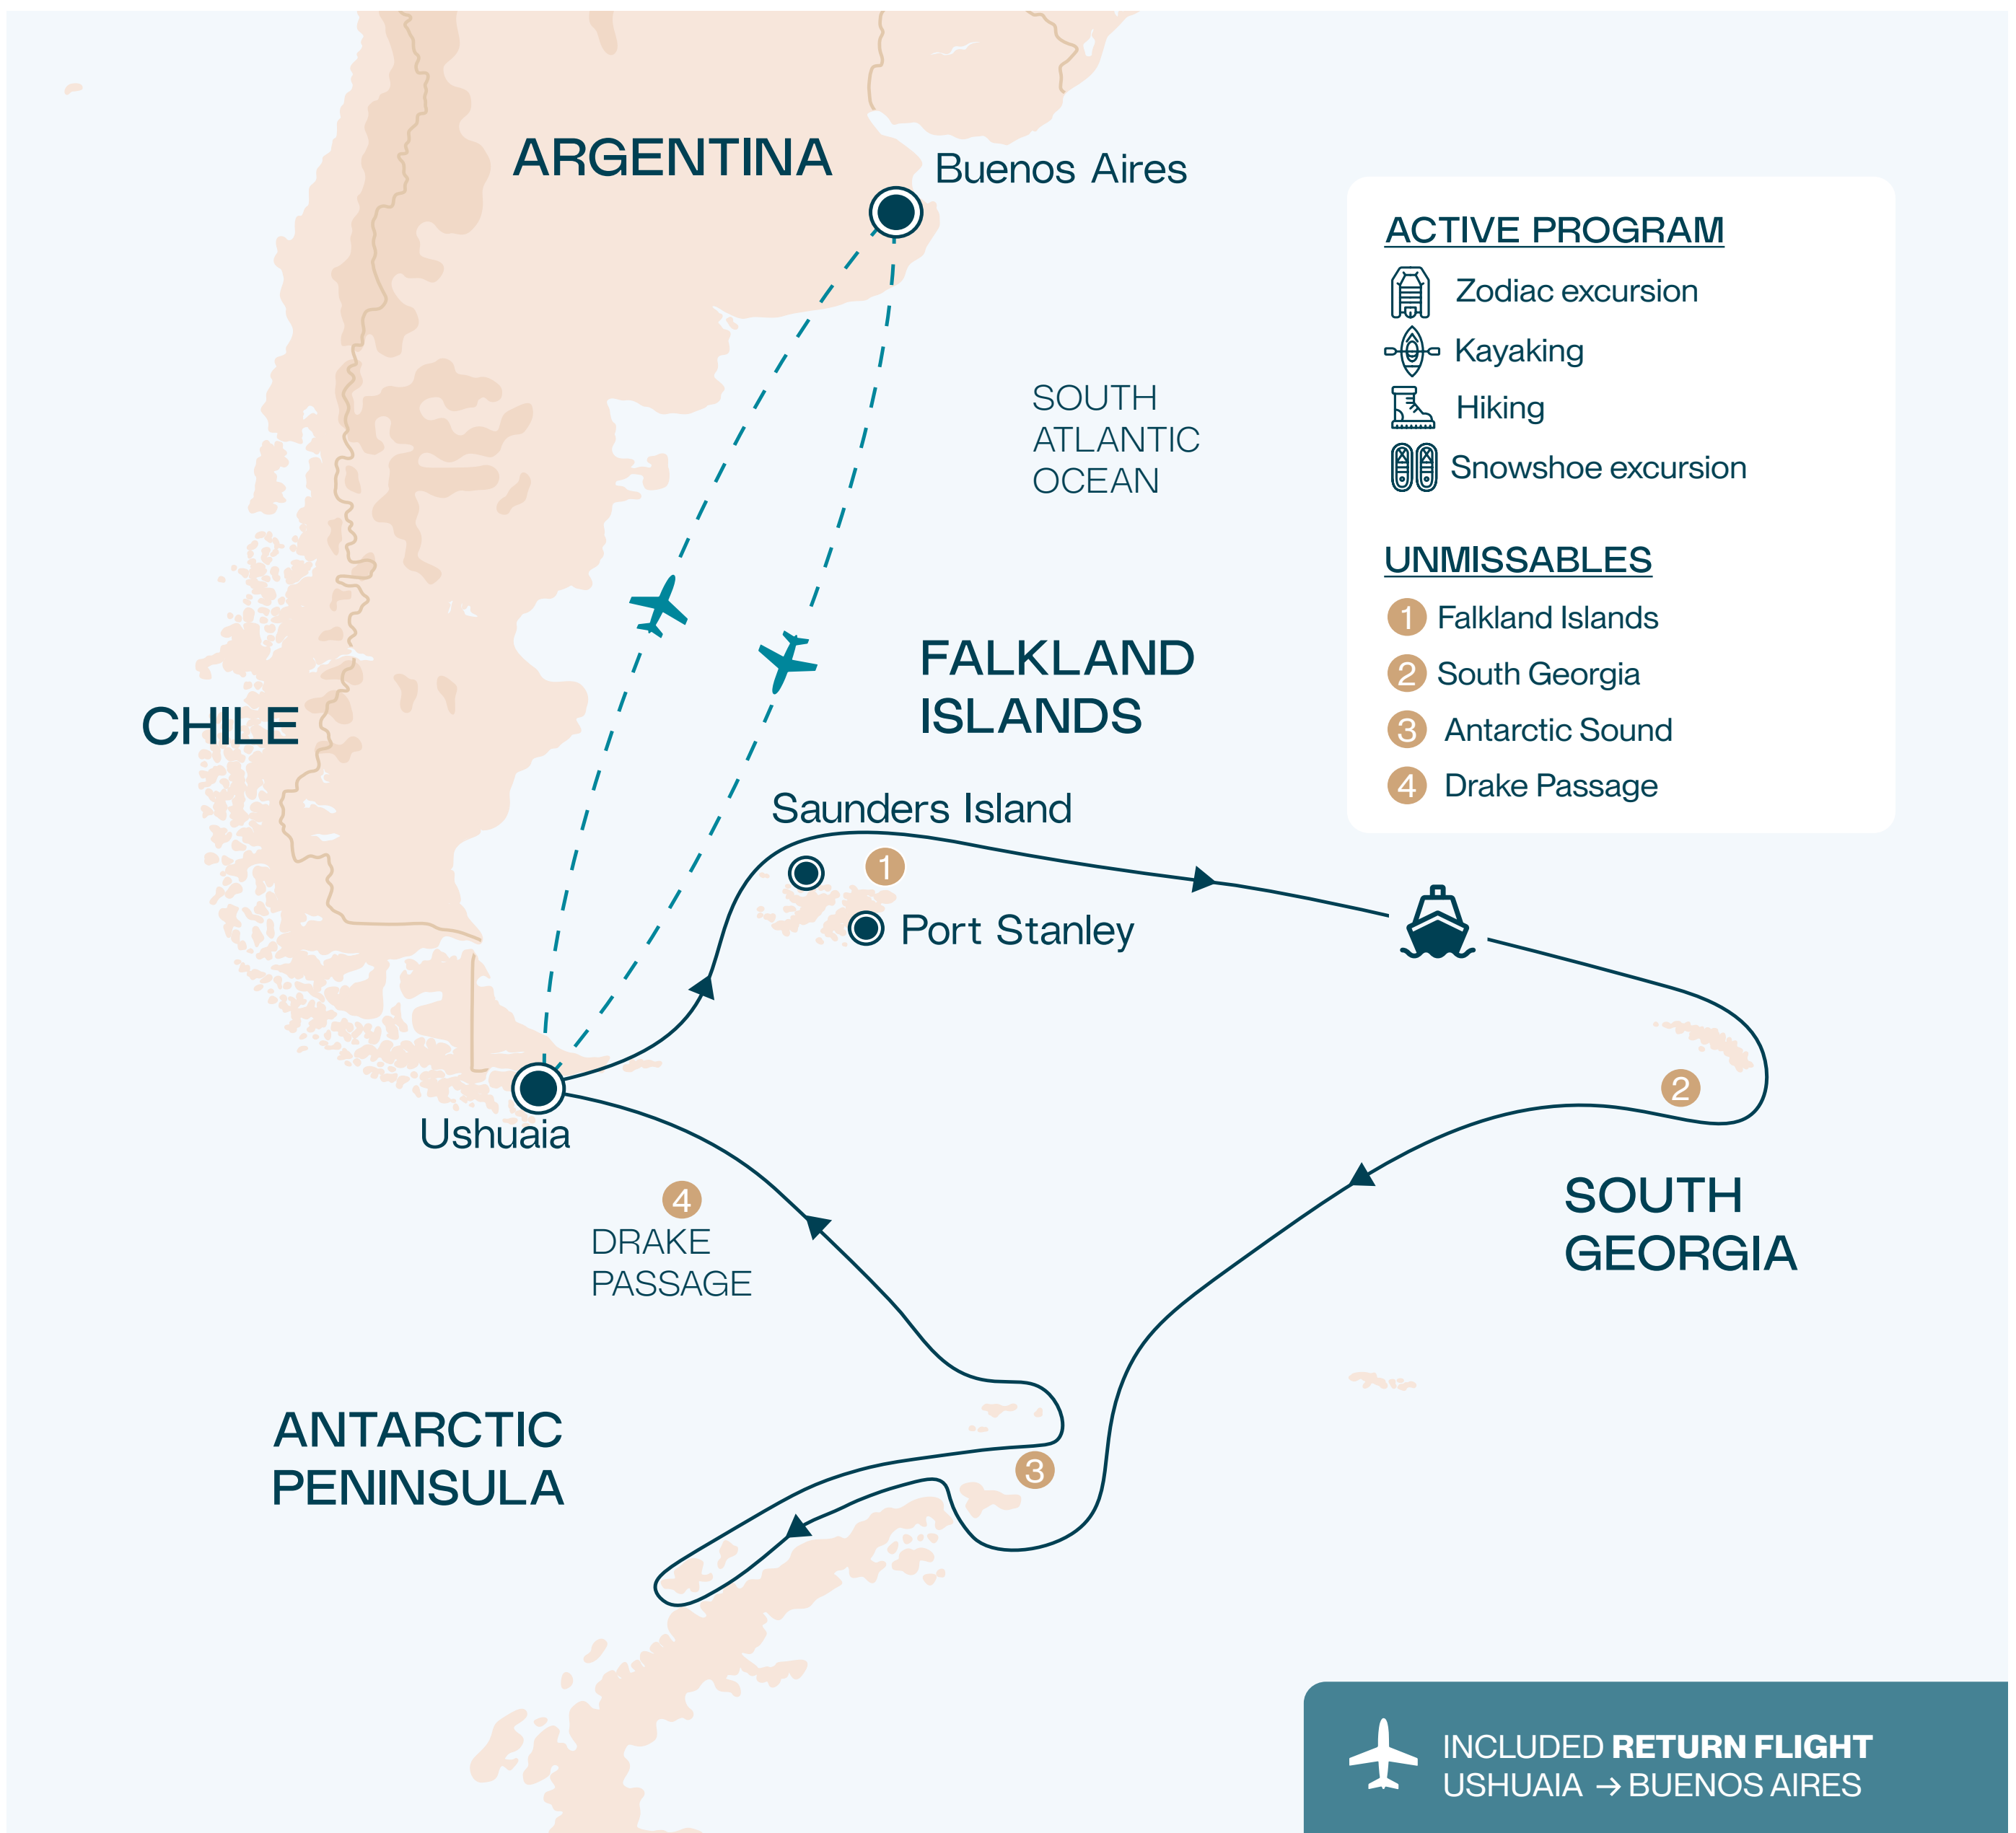 ARGENTINA
Buenos Aires
SOUTH
ATLANTIC
OCEAN
CHILE
FALKLAND
ISLANDS
Saunders Island
1
Port Stanley
Ushuaia
2
SOUTH
GEORGIA
4
DRAKE
PASSAGE
3
ANTARCTIC
PENINSULA
ACTIVE PROGRAM
Zodiac excursion
Kayaking
Hiking
Snowshoe excursion
UNMISSABLES
1 Falkland Islands
2 South Georgia
3 Antarctic Sound
4 Drake Passage
INCLUDED RETURN FLIGHT
USHUAIA → BUENOS AIRES